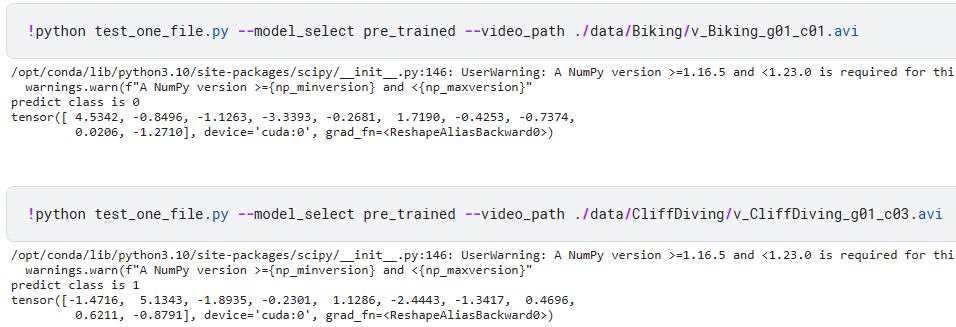 !python test_one_file.py --model_select pre_trained --video_path ./data/Biking/v_Biking_g01_c01.avi
/opt/conda/lib/python3.10/site-packages/scipy/__init__.py:146: UserWarning: A NumPy version >=1.16.5 and <1.23.0 is required for thi
  warnings.warn(f"A NumPy version >={np_minversion} and <{np_maxversion}"
predict class is 0
tensor([ 4.5342, -0.8496, -1.1263, -3.3393, -0.2681,  1.7190, -0.4253, -0.7374,
         0.0206, -1.2710], device='cuda:0', grad_fn=<ReshapeAliasBackward0>)
!python test_one_file.py --model_select pre_trained --video_path ./data/CliffDiving/v_CliffDiving_g01_c03.avi
/opt/conda/lib/python3.10/site-packages/scipy/__init__.py:146: UserWarning: A NumPy version >=1.16.5 and <1.23.0 is required for thi
  warnings.warn(f"A NumPy version >={np_minversion} and <{np_maxversion}"
predict class is 1
tensor([-1.4716,  5.1343, -1.8935, -0.2301,  1.1286, -2.4443, -1.3417,  0.4696,
         0.6211, -0.8791], device='cuda:0', grad_fn=<ReshapeAliasBackward0>)